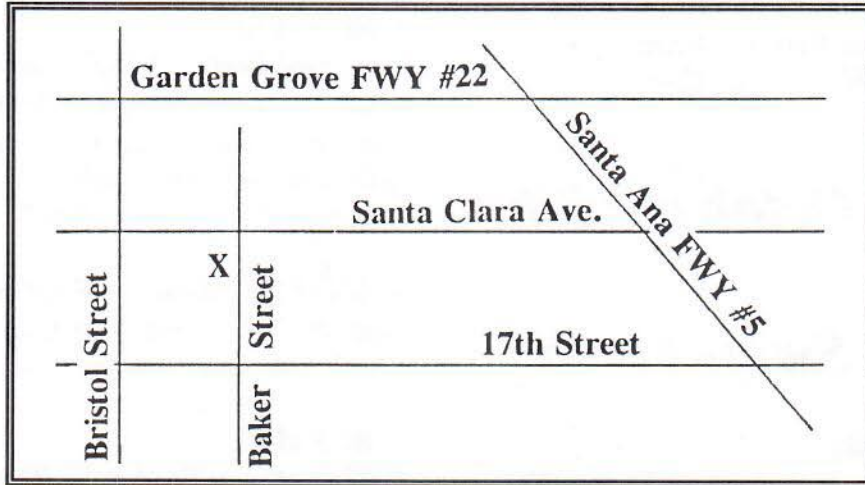 Garden Grove FWY #22
Santa Ana FWY #5
Santa Clara Ave.
X
Bristol Street
Baker Street
17th Street